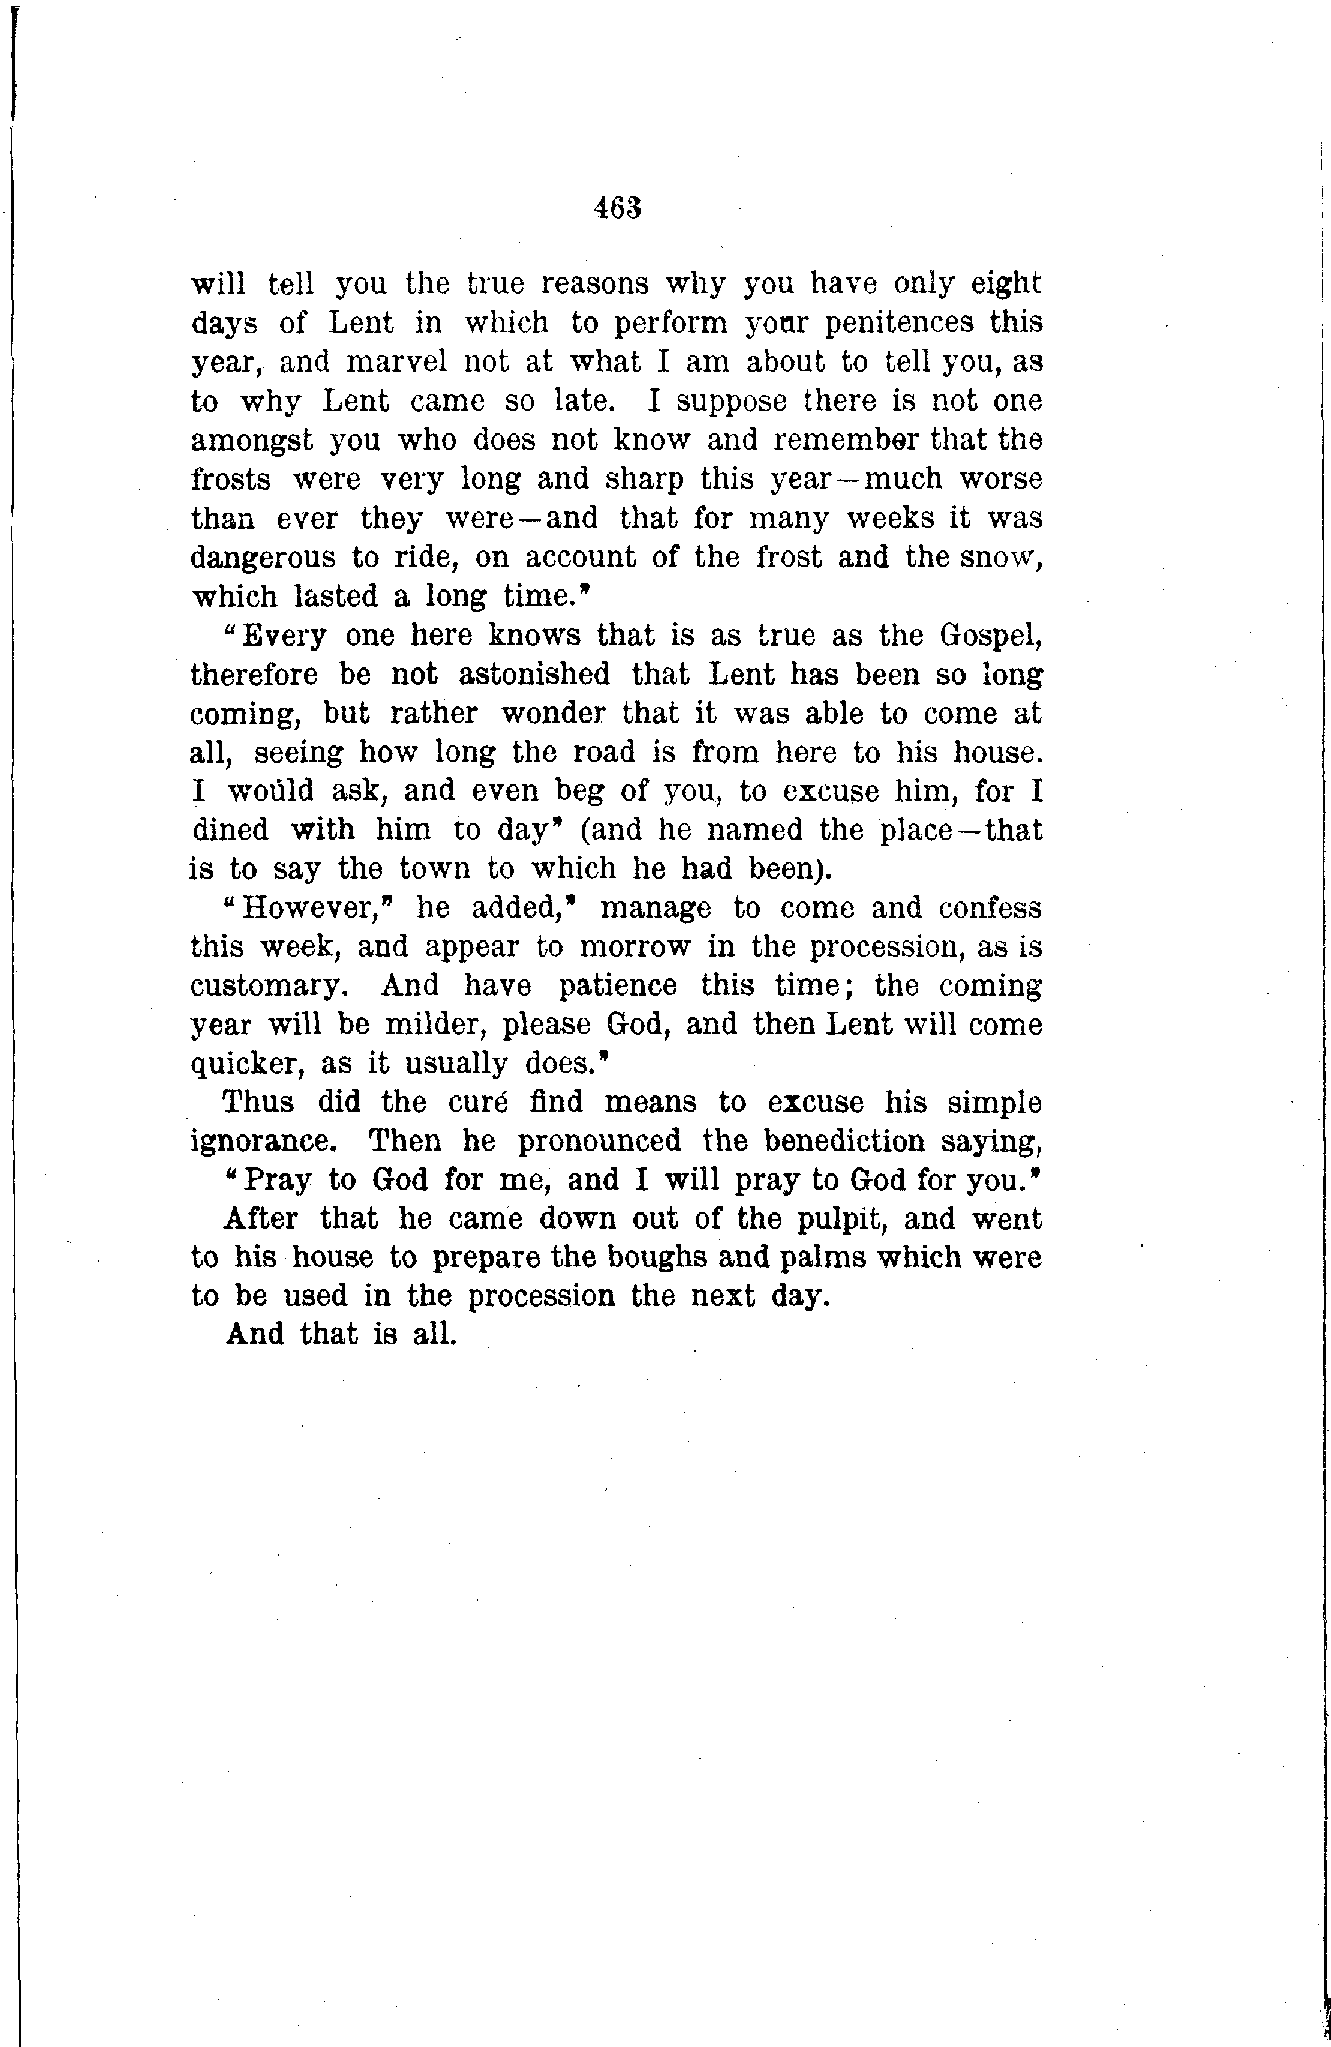 463
will tell you the true reasons why you have only eight
days of Lent in which to perform your penitences this
year, and marvel not at what I am about to tell you, as
to why Lent came so late. I suppose there is not one
amongst you who does not know and remember that the
frosts were very long and sharp this year—much worse
than ever they were—and that for many weeks it was
dangerous to ride, on account of the frost and the snow,
which lasted a long time."
"Every one here knows that is as true as the Gospel,
therefore be not astonished that Lent has been so long
coming, but rather wonder that it was able to come at
all, seeing how long the road is from here to his house.
I would ask, and even beg of you, to excuse him, for I
dined with him to day" (and he named the place—that
is to say the town to which he had been).
"However," he added," manage to come and confess
this week, and appear to morrow in the procession, as is
customary. And have patience this time; the coming
year will be milder, please God, and then Lent will come
quicker, as it usually does."
Thus did the curé find means to excuse his simple
ignorance. Then he pronounced the benediction saying,
"Pray to God for me, and I will pray to God for you."
After that he came down out of the pulpit, and went
to his house to prepare the boughs and palms which were
to be used in the procession the next day.
And that is all.